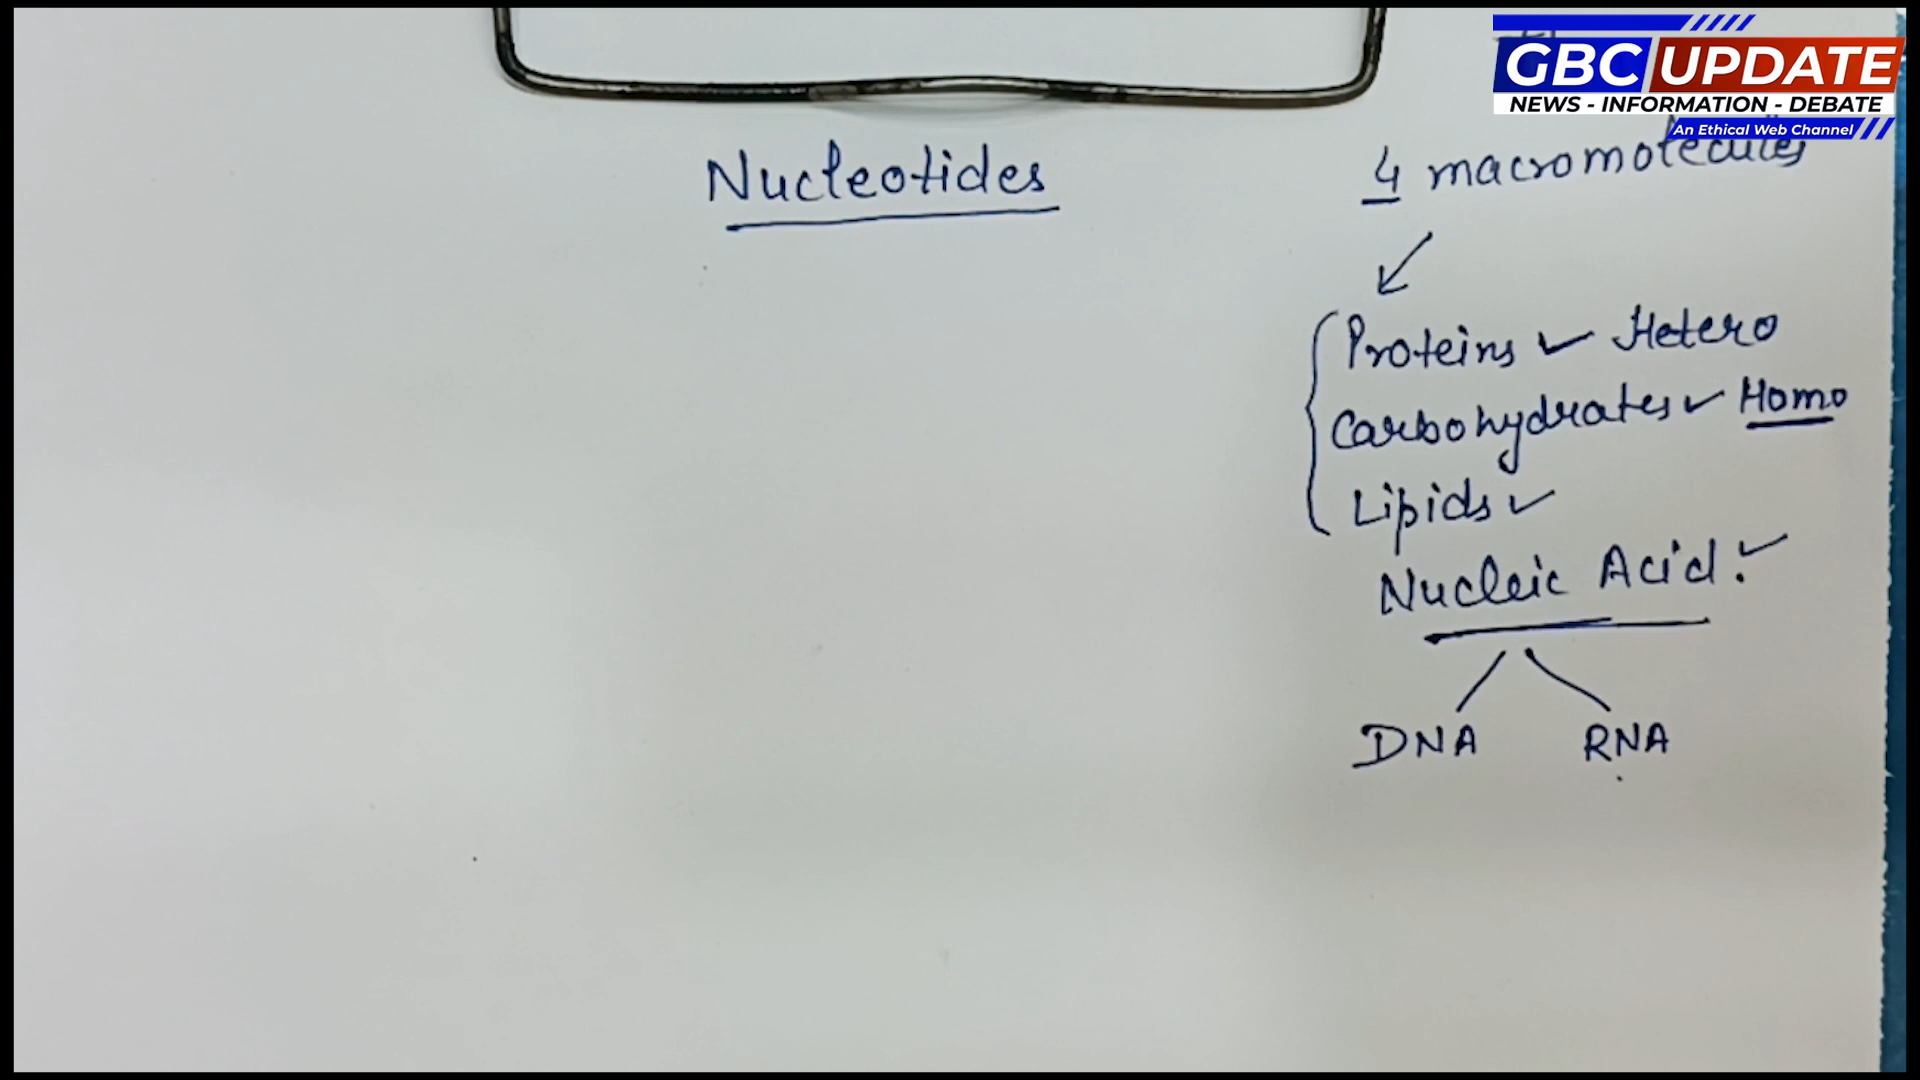 GBC UPDATE
NEWS - INFORMATION - DEBATE
An Ethical Web Channel
Nucleotides
4 macromolecules
Proteins ✓ Hetero
Carbohydrates ✓ Homo
Lipids ✓
Nucleic Acid. ✓
DNA RNA